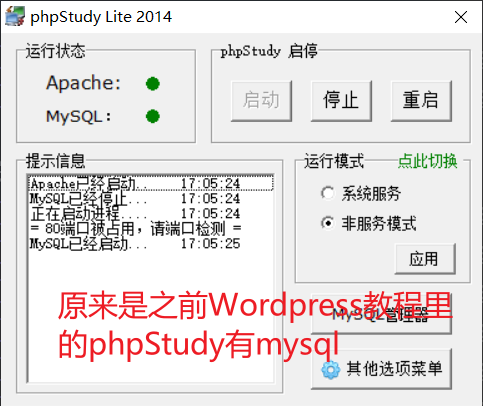 phpStudy Lite 2014
运行状态
Apache:
MySQL:
phpStudy 启停
启动
停止
重启
提示信息
Apache已经启动... 17:05:24
MySQL已经停止... 17:05:24
正在启动进程.... 17:05:24
= 80端口被占用，请端口检测 =
MySQL已经启动... 17:05:25
运行模式
点此切换
系统服务
非服务模式
应用
MySQL管理器
其他选项菜单
原来是之前Wordpress教程里
的phpStudy有mysql